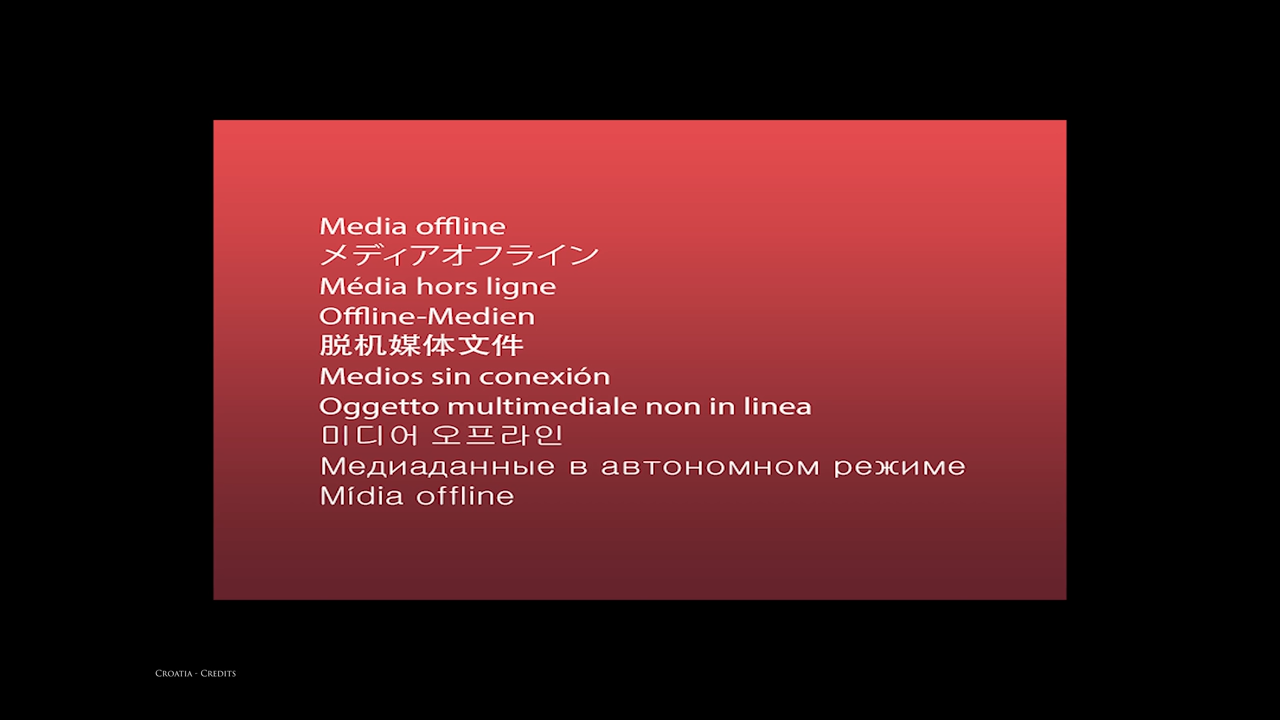 Media offline
メディアオフライン
Média hors ligne
Offline-Medien
脱机媒体文件
Medios sin conexión
Oggetto multimediale non in linea
미디어 오프라인
Медиаданные в автономном режиме
Mídia offline
Croatia - Credits